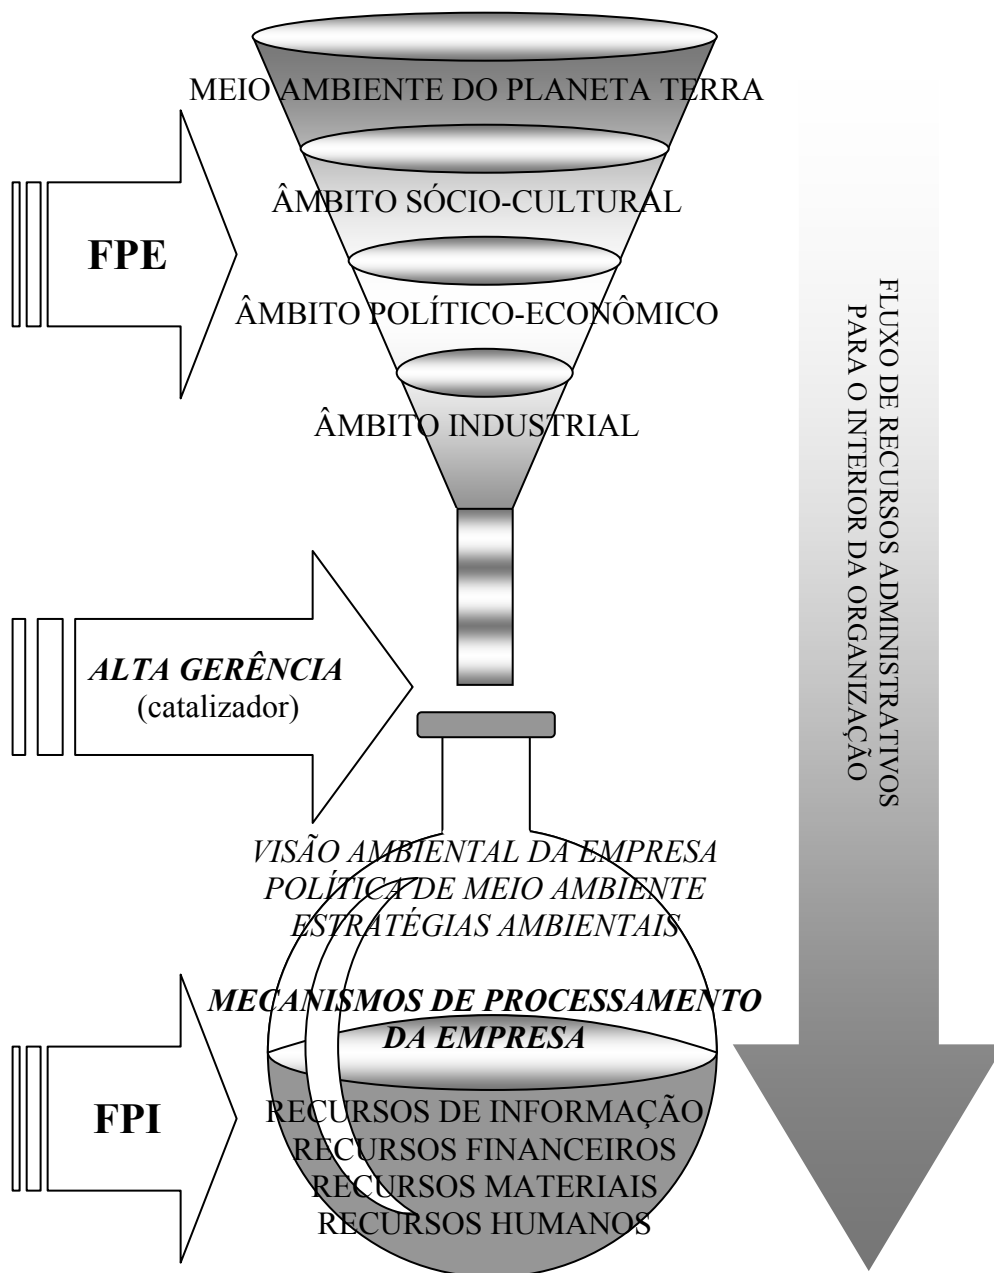 MEIO AMBIENTE DO PLANETA TERRA
ÂMBITO SÓCIO-CULTURAL
FPE
ÂMBITO POLÍTICO-ECONÔMICO
ÂMBITO INDUSTRIAL
FLUXO DE RECURSOS ADMINISTRATIVOS
PARA O INTERIOR DA ORGANIZAÇÃO
ALTA GERÊNCIA
(catalizador)
VISÃO AMBIENTAL DA EMPRESA
POLÍTICA DE MEIO AMBIENTE
ESTRATÉGIAS AMBIENTAIS
MECANISMOS DE PROCESSAMENTO
DA EMPRESA
FPI
RECURSOS DE INFORMAÇÃO
RECURSOS FINANCEIROS
RECURSOS MATERIAIS
RECURSOS HUMANOS